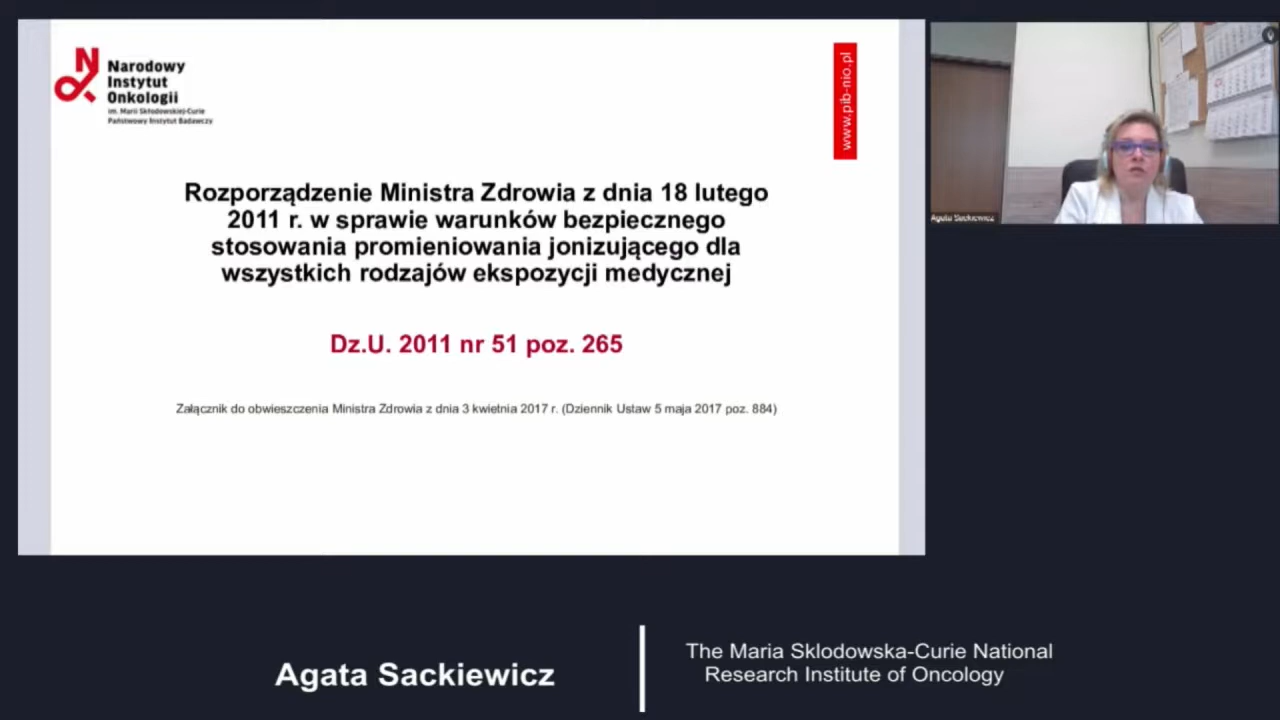 Narodowy
Instytut
Onkologii
im. Marii Skłodowskiej-Curie
Państwowy Instytut Badawczy
www.pib-nio.pl
Rozporządzenie Ministra Zdrowia z dnia 18 lutego
2011 r. w sprawie warunków bezpiecznego
stosowania promieniowania jonizującego dla
wszystkich rodzajów ekspozycji medycznej
Dz.U. 2011 nr 51 poz. 265
Załącznik do obwieszczenia Ministra Zdrowia z dnia 3 kwietnia 2017 r. (Dziennik Ustaw 5 maja 2017 poz. 884)
Agata Sackiewicz
Agata Sackiewicz
The Maria Sklodowska-Curie National
Research Institute of Oncology